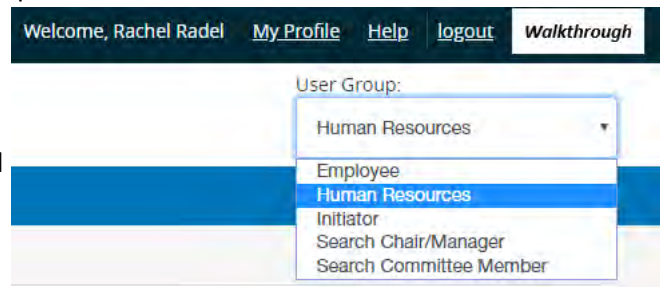 Welcome, Rachel Radel My Profile Help logout Walkthrough
User Group:
Human Resources
Employee
Human Resources
Initiator
Search Chair/Manager
Search Committee Member